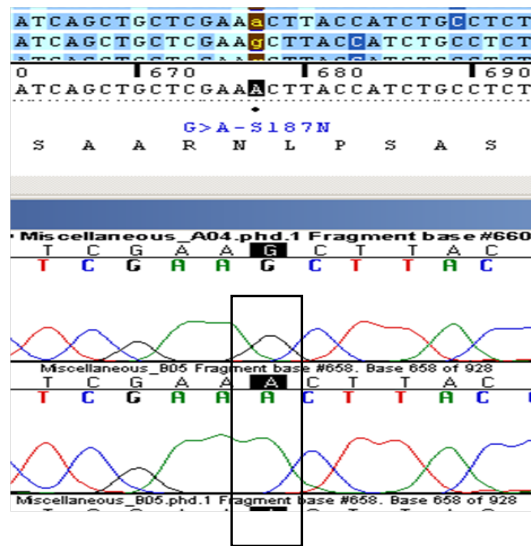 ATCAGCTGCTCGAAaCTTACCATCTGCCTCT
ATCAGCTGCTCGAAgCTTACCATCTGCCTCT
0 670 680 690
ATCAGCTGCTCGAAACTTACCATCTGCCTCT
G>A-S187N
S A A R N L P S A S
Miscellaneous_A04.phd.1 Fragment base #660
T C G A A G C T T A C
T C G A A G C T T A C
Miscellaneous_B05 Fragment base #658. Base 658 of 928
T C G A A A C T T A C
T C G A A A C T T A C
Miscellaneous_B05.phd.1 Fragment base #658. Base 658 of 928